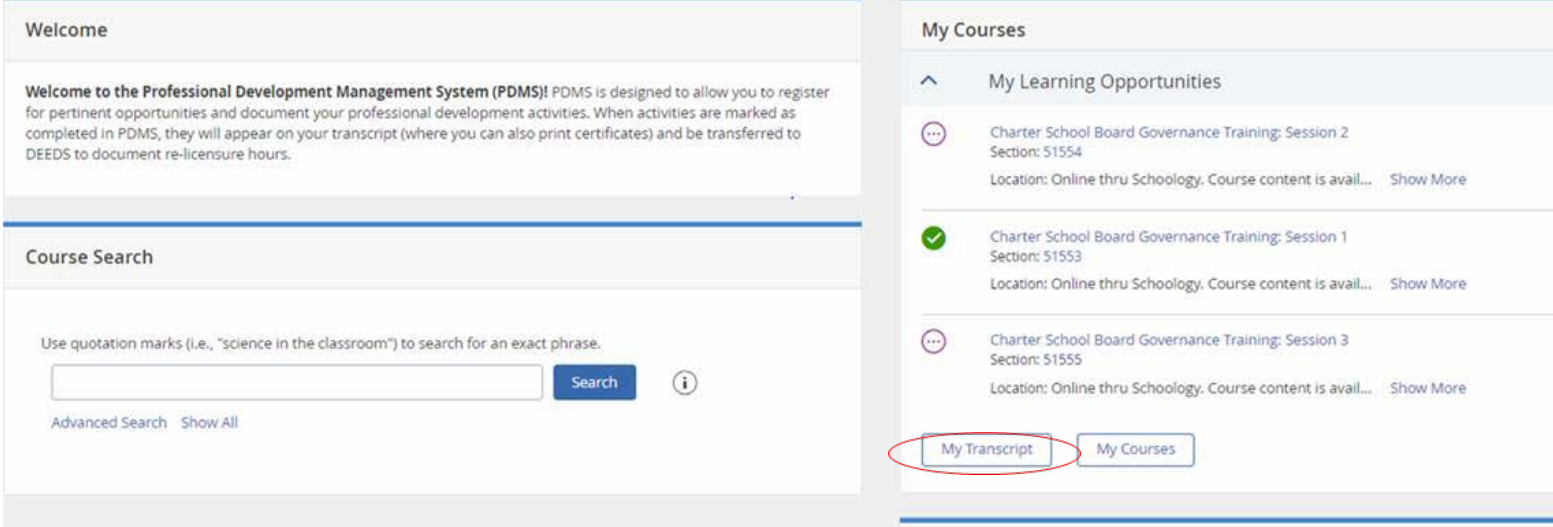 Welcome
Welcome to the Professional Development Management System (PDMS)! PDMS is designed to allow you to register
for pertinent opportunities and document your professional development activities. When activities are marked as
completed in PDMS, they will appear on your transcript (where you can also print certificates) and be transferred to
DEEDS to document re-licensure hours.
Course Search
Use quotation marks (i.e., "science in the classroom") to search for an exact phrase.
Search
Advanced Search Show All
My Courses
My Learning Opportunities
Charter School Board Governance Training: Session 2
Section: 51554
Location: Online thru Schoology. Course content is avail... Show More
Charter School Board Governance Training: Session 1
Section: 51553
Location: Online thru Schoology. Course content is avail... Show More
Charter School Board Governance Training: Session 3
Section: 51555
Location: Online thru Schoology. Course content is avail... Show More
My Transcript My Courses